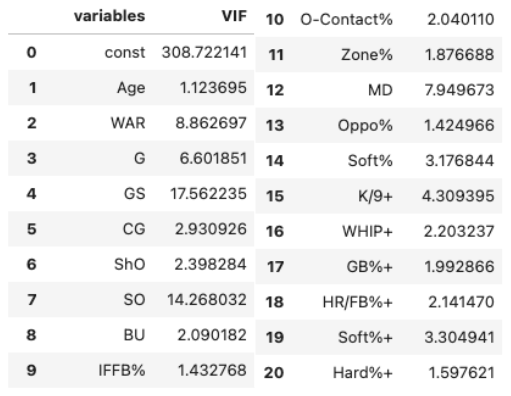 variables VIF
0 const 308.722141
1 Age 1.123695
2 WAR 8.862697
3 G 6.601851
4 GS 17.562235
5 CG 2.930926
6 ShO 2.398284
7 SO 14.268032
8 BU 2.090182
9 IFFB% 1.432768
10 O-Contact% 2.040110
11 Zone% 1.876688
12 MD 7.949673
13 Oppo% 1.424966
14 Soft% 3.176844
15 K/9+ 4.309395
16 WHIP+ 2.203237
17 GB%+ 1.992866
18 HR/FB%+ 2.141470
19 Soft%+ 3.304941
20 Hard%+ 1.597621